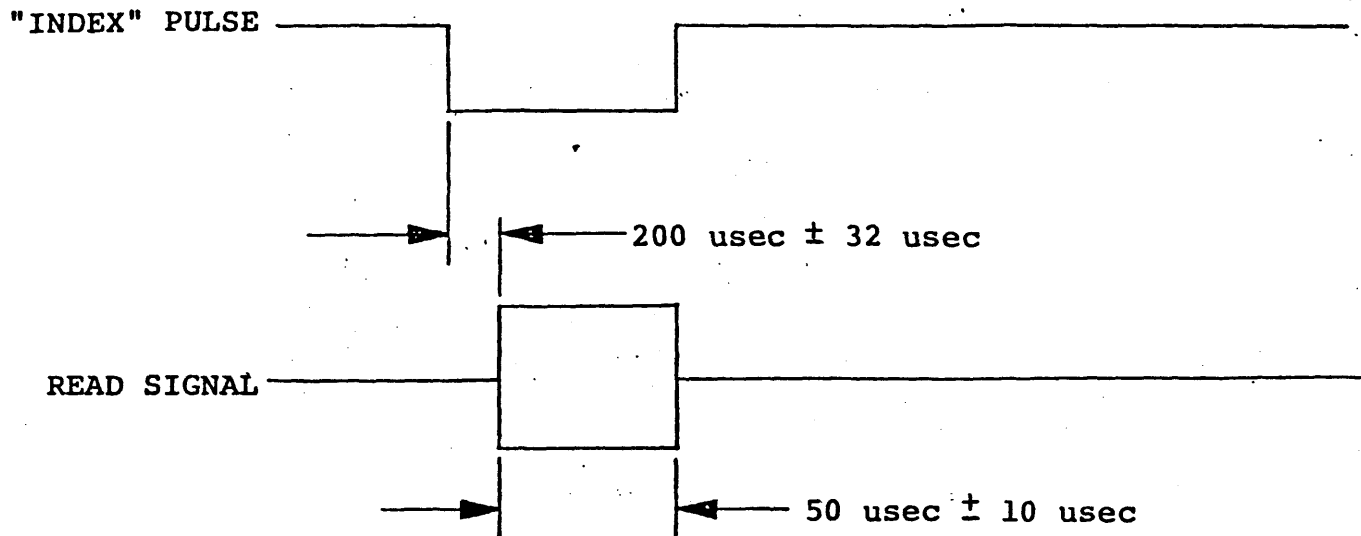 "INDEX" PULSE
200 usec ± 32 usec
READ SIGNAL
50 usec ± 10 usec